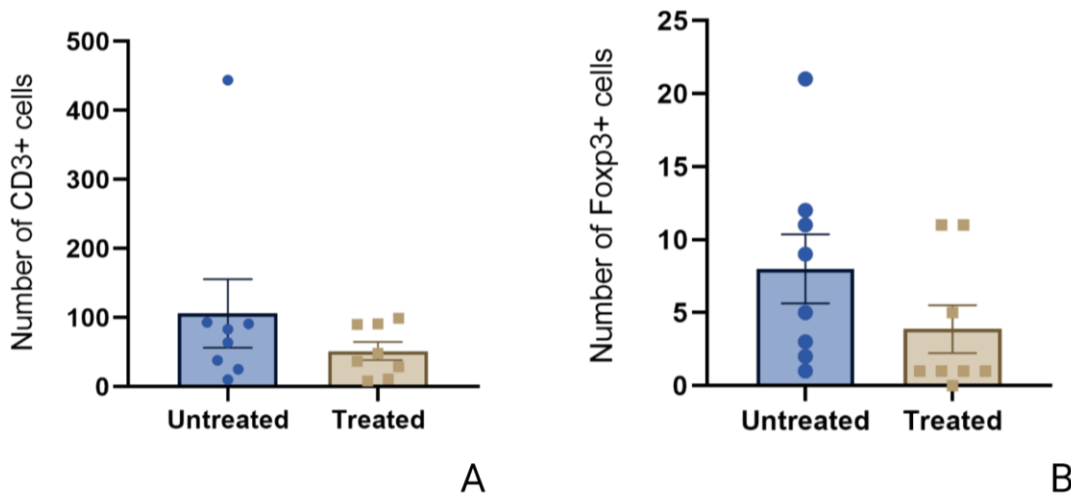 Number of CD3+ cells
500
400
300
200
100
0
Untreated
Treated
A
Number of Foxp3+ cells
25
20
15
10
5
0
Untreated
Treated
B